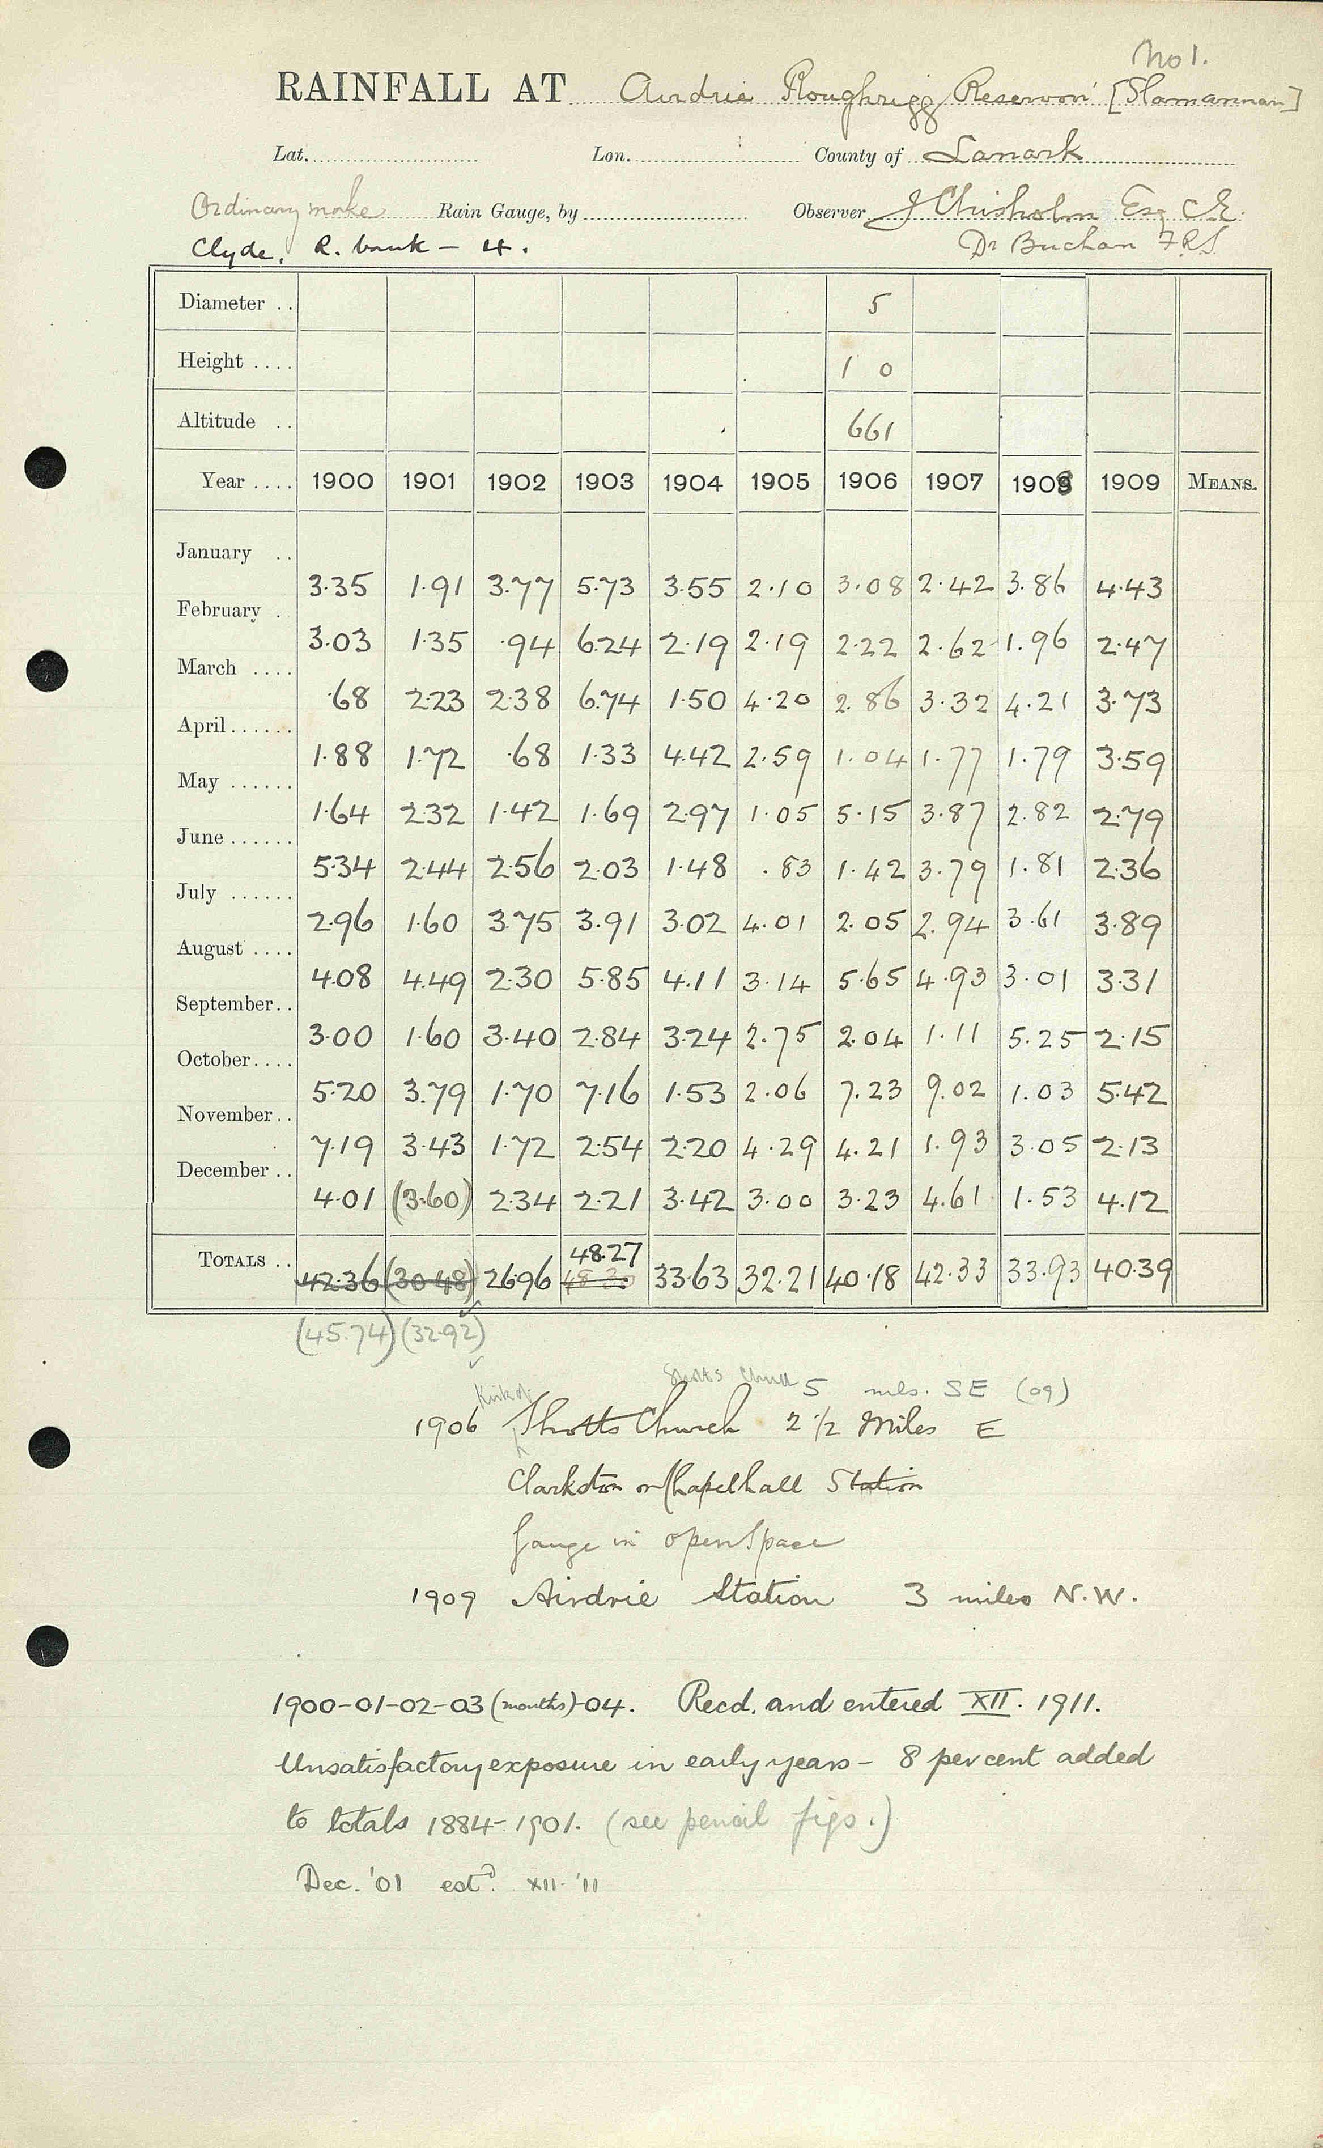 No 1.
RAINFALL AT Airdrie Roughrigg Reservoir [Slamannan]
Lat. Lon. County of Lanark
Ordinary make Rain Gauge, by Observer J Chisholm Esq C.E.
Clyde, R. bank – 4. Dr Buchan F.R.S.
Diameter .. 5
Height .... 1 0
Altitude .. 661
Year .... 1900 1901 1902 1903 1904 1905 1906 1907 1908 1909 MEANS.
January .. 3.35 1.91 3.77 5.73 3.55 2.10 3.08 2.42 3.86 4.43
February . 3.03 1.35 .94 6.24 2.19 2.19 2.22 2.62 1.96 2.47
March .... .68 2.23 2.38 6.74 1.50 4.20 2.86 3.32 4.21 3.73
April...... 1.88 1.72 .68 1.33 4.42 2.59 1.04 1.77 1.79 3.59
May ...... 1.64 2.32 1.42 1.69 2.97 1.05 5.15 3.87 2.82 2.79
June ...... 5.34 2.44 2.56 2.03 1.48 .83 1.42 3.79 1.81 2.36
July ...... 2.96 1.60 3.75 3.91 3.02 4.01 2.05 2.94 3.61 3.89
August .... 4.08 4.49 2.30 5.85 4.11 3.14 5.65 4.93 3.01 3.31
September.. 3.00 1.60 3.40 2.84 3.24 2.75 2.04 1.11 5.25 2.15
October.... 5.20 3.79 1.70 7.16 1.53 2.06 7.23 9.02 1.03 5.42
November.. 7.19 3.43 1.72 2.54 2.20 4.29 4.21 1.93 3.05 2.13
December .. 4.01 (3.60) 2.34 2.21 3.42 3.00 3.23 4.61 1.53 4.12
48.27
TOTALS .. 42.36 (30.48) 26.96 48.30 33.63 32.21 40.18 42.33 33.93 40.39
(45.74) (32.92)
Shotts Church 5 mls. SE (09)
Kirk of
1906 Shotts Church 2 1/2 Miles E
Clarkston or Chapelhall Station
Gauge in open Space
1909 Airdrie Station 3 miles N.W.
1900-01-02-03 (months)-04. Recd. and entered XII. 1911.
Unsatisfactory exposure in early years – 8 per cent added
to totals 1884-1901. (see pencil figs.)
Dec. '01 estd. XII. '11